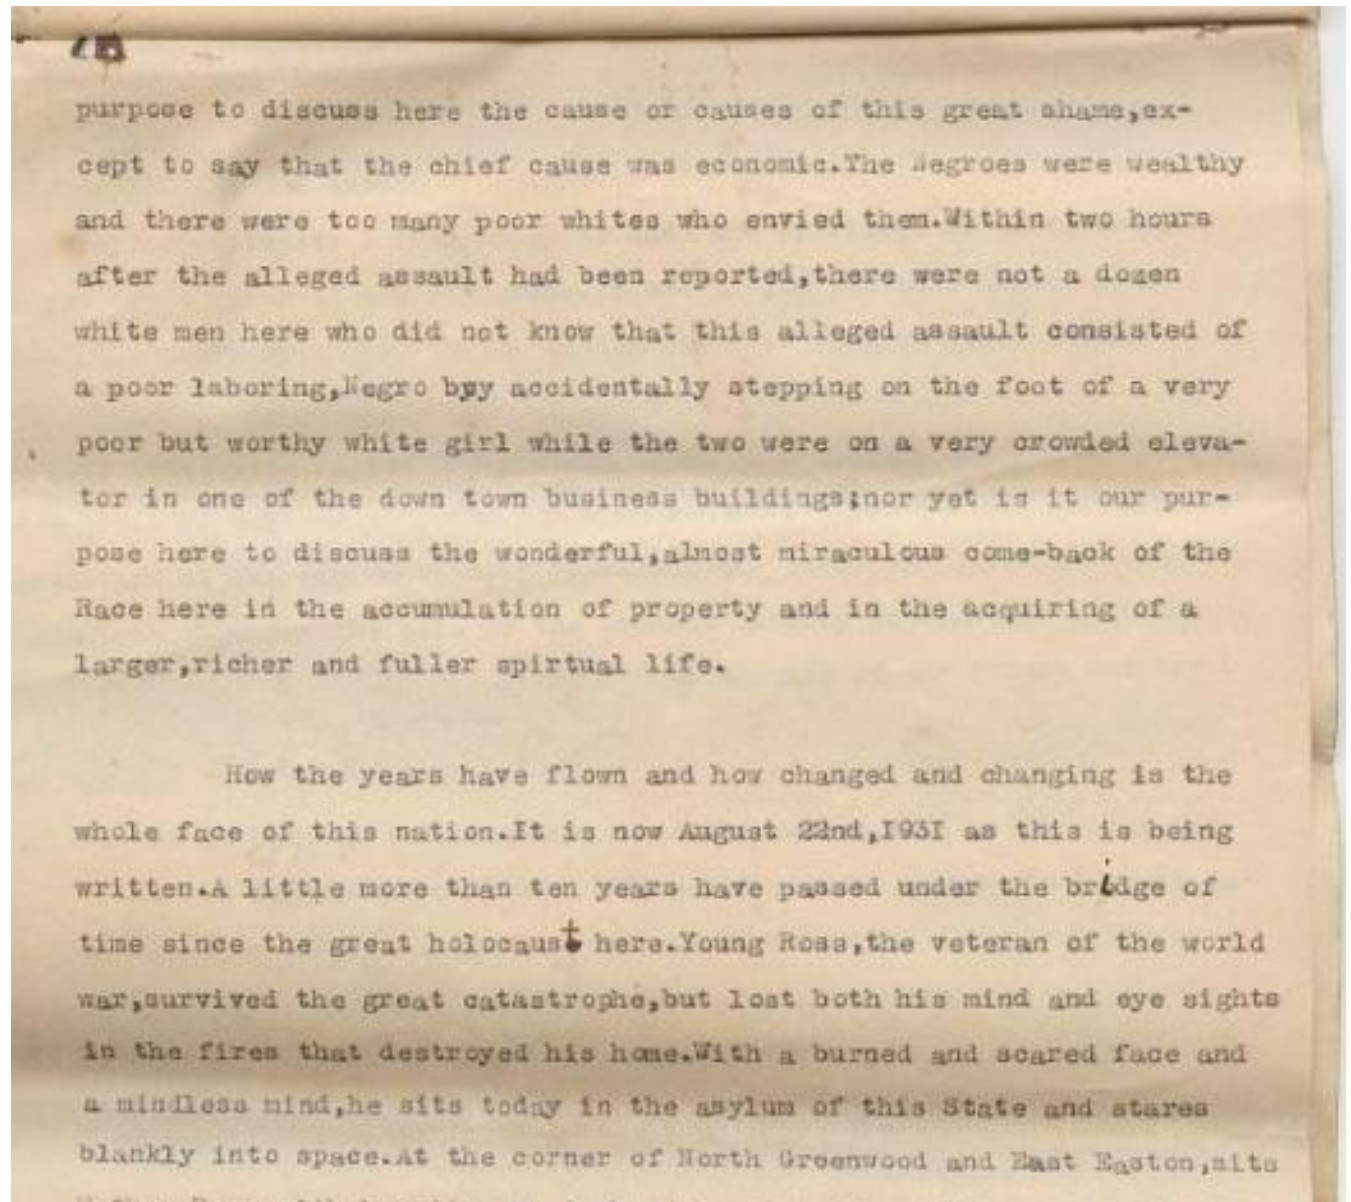 purpose to discuss here the cause or causes of this great shame,ex-
cept to say that the chief cause was economic.The Negroes were wealthy
and there were too many poor whites who envied them.Within two hours
after the alleged assault had been reported,there were not a dozen
white men here who did not know that this alleged assault consisted of
a poor laboring,Negro boy accidentally stepping on the foot of a very
poor but worthy white girl while the two were on a very crowded eleva-
tor in one of the down town business buildings;nor yet is it our pur-
pose here to discuss the wonderful,almost miraculous come-back of the
Race here in the accumulation of property and in the acquiring of a
larger,richer and fuller spirtual life.
How the years have flown and how changed and changing is the
whole face of this nation.It is now August 22nd,I93I as this is being
written.A little more than ten years have passed under the bridge of
time since the great holocaust here.Young Ross,the veteran of the world
war,survived the great catastrophe,but lost both his mind and eye sights
in the fires that destroyed his home.With a burned and scared face and
a mindless mind,he sits today in the asylum of this State and stares
blankly into space.At the corner of North Greenwood and East Easton,sits